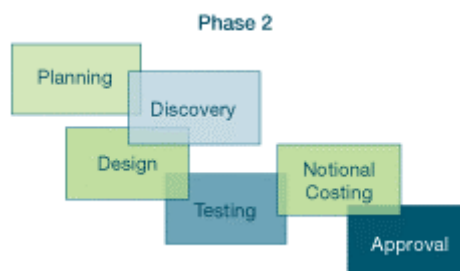 Phase 2
Planning
Discovery
Design
Notional
Costing
Testing
Approval